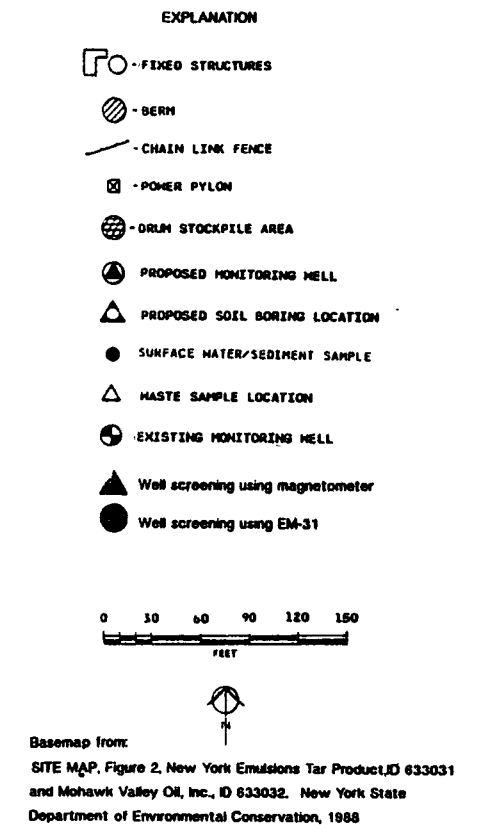 EXPLANATION
- FIXED STRUCTURES
- BERM
- CHAIN LINK FENCE
- POWER PYLON
- DRUM STOCKPILE AREA
PROPOSED MONITORING WELL
PROPOSED SOIL BORING LOCATION
SURFACE WATER/SEDIMENT SAMPLE
WASTE SAMPLE LOCATION
EXISTING MONITORING WELL
Well screening using magnetometer
Well screening using EM-31
0 30 60 90 120 150
FEET
N
Basemap from:
SITE MAP, Figure 2, New York Emulsions Tar Product,ID 633031
and Mohawk Valley Oil, Inc., ID 633032. New York State
Department of Environmental Conservation, 1988